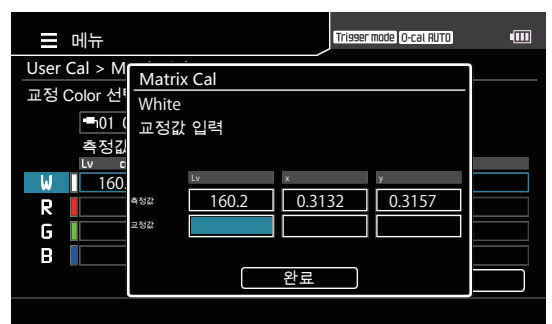 메뉴
Trigger mode O-cal AUTO
User Cal > M
교정 Color 선
01
측정값
Lv
W 160.
R
G
B
Matrix Cal
White
교정값 입력
Lv x y
측정값 160.2 0.3132 0.3157
교정값
완료